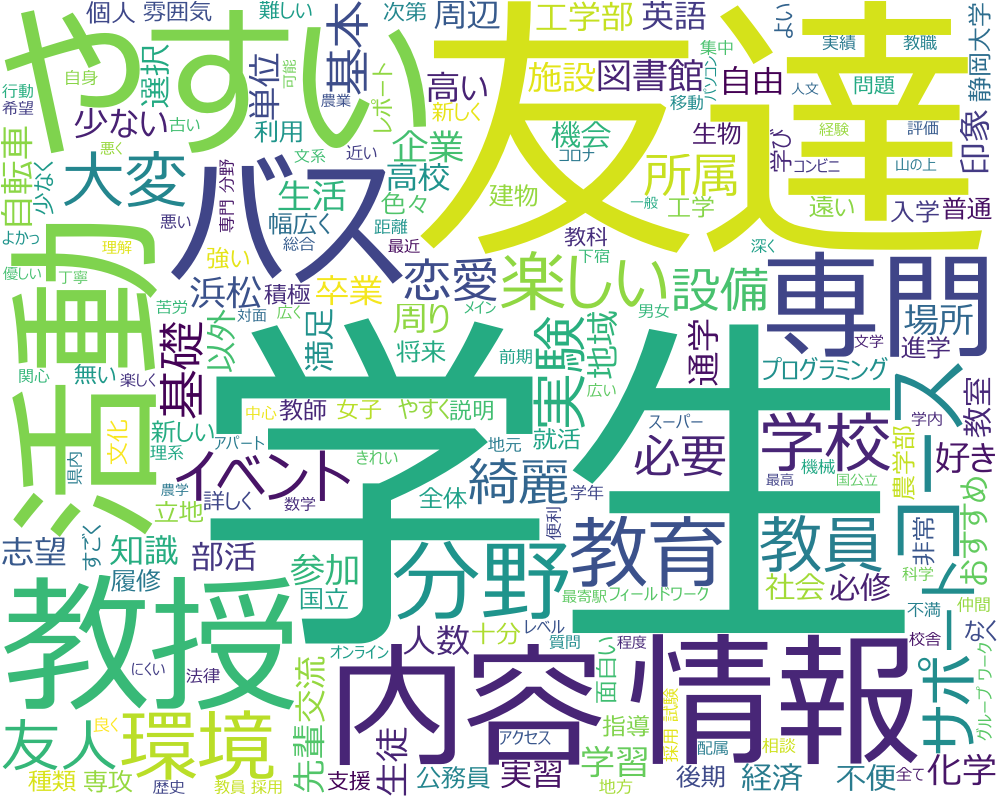 個人
雰囲気
難しい
次第
周辺
工学部
英語
集中
よい
実績
教職
静岡大学
やすい
友達
自身
選択
単位
基本
レポート
可能
高い
施設
図書館
自由
パソコン
人文
問題
行動
希望
農業
少ない
利用
新しく
移動
印象
古い
悪く
文系
近い
企業
機会
コロナ
生物
学び
経験
評価
コンビニ
山の上
自転車
少なく
大変
バス
生活
高校
色々
建物
所属
工学
遠い
入学
普通
悪い
専門 分野
幅広く
総合
距離
最近
一般
教科
下宿
深く
よかっ
理解
優しい
丁寧
活動
強い
浜松
積極
卒業
恋愛
楽しい
設備
専門
苦労
対面
広く
メイン
男女
文学
場所
進学
基礎
以外
満足
周り
将来
前期
実験
地域
広い
通学
プログラミング
コース
教室
関心
無い
楽しく
中心
教師
女子
やすく
説明
学生
スーパー
学内
新しい
理系
アパート
地元
就活
きれい
必要
学校
農学部
好き
文化
県内
イベント
綺麗
機械
最高
国公立
農学
詳しく
数学
全体
学年
便利
おすすめ
非常
立地
志望
すごく
知識
部活
分野
教育
教員
履修
参加
国立
最寄駅
フィールドワーク
社会
必修
科学
教授
人数
十分
レベル
質問
程度
不満
仲間
オンライン
面白い
校舎
なく
にくい
法律
内容
情報
サポート
グループ ワーク
友人
環境
先輩
交流
良く
生徒
アクセス
指導
採用 試験
配属
相談
種類
専攻
歴史
教員 採用
支援
公務員
実習
学習
地方
後期
経済
不便
全て
化学